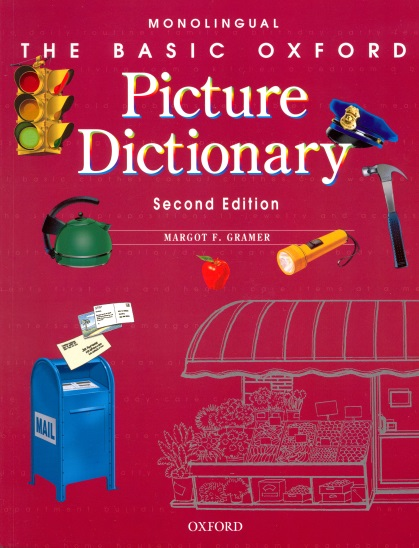 MONOLINGUAL
THE BASIC OXFORD
Picture
Dictionary
Second Edition
MARGOT F. GRAMER
MAIL
OXFORD